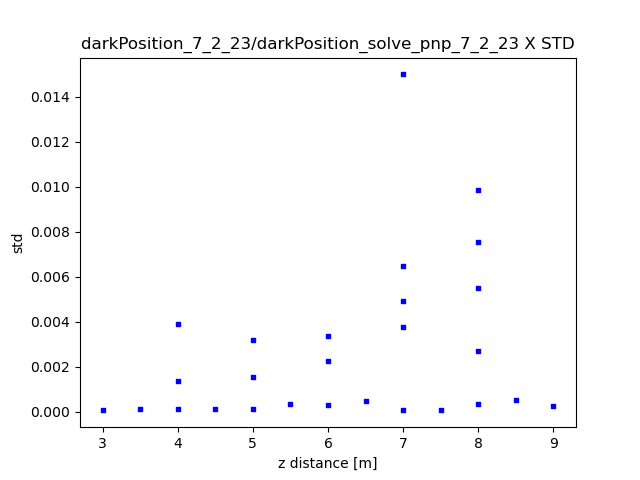 darkPosition_7_2_23/darkPosition_solve_pnp_7_2_23 X STD
0.014
0.012
0.010
0.008
0.006
0.004
0.002
0.000
std
3 4 5 6 7 8 9
z distance [m]